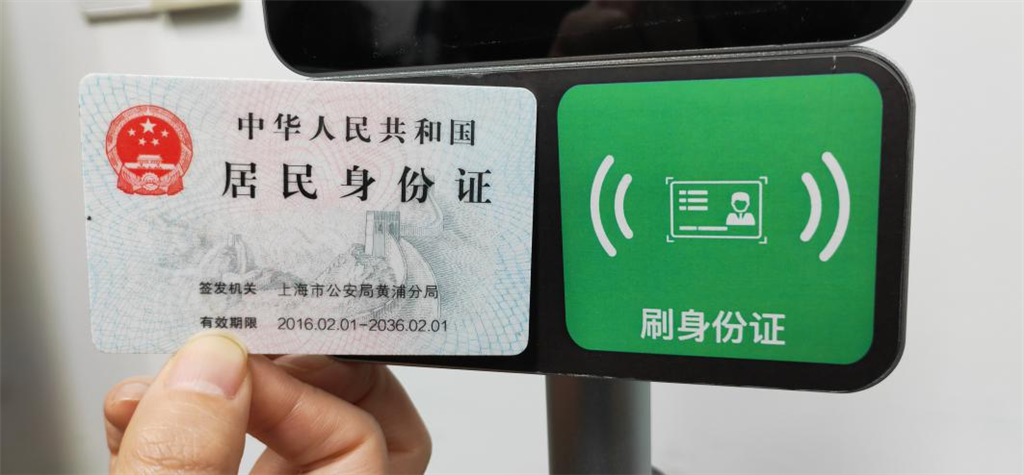 中华人民共和国
居民身份证
签发机关 上海市公安局黄浦分局
有效期限 2016.02.01-2036.02.01
刷身份证